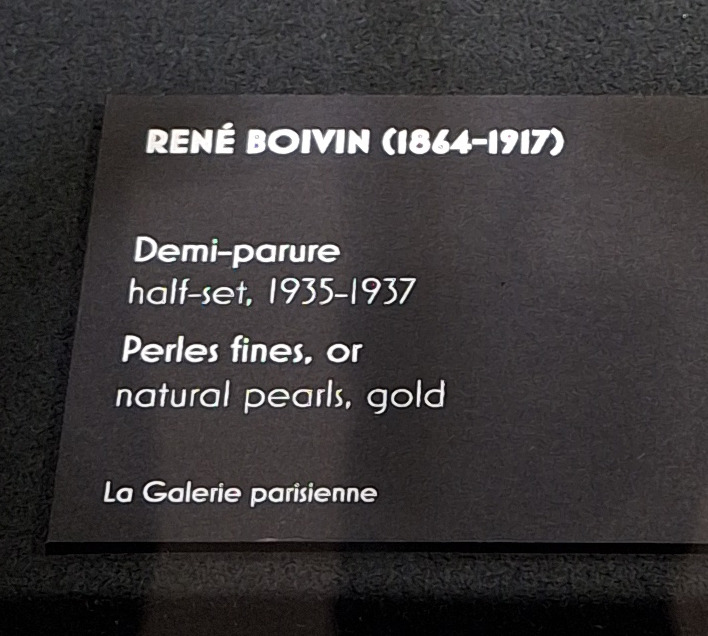 RENÉ BOIVIN (1864-1917)
Demi-parure
half-set, 1935-1937
Perles fines, or
natural pearls, gold
La Galerie parisienne